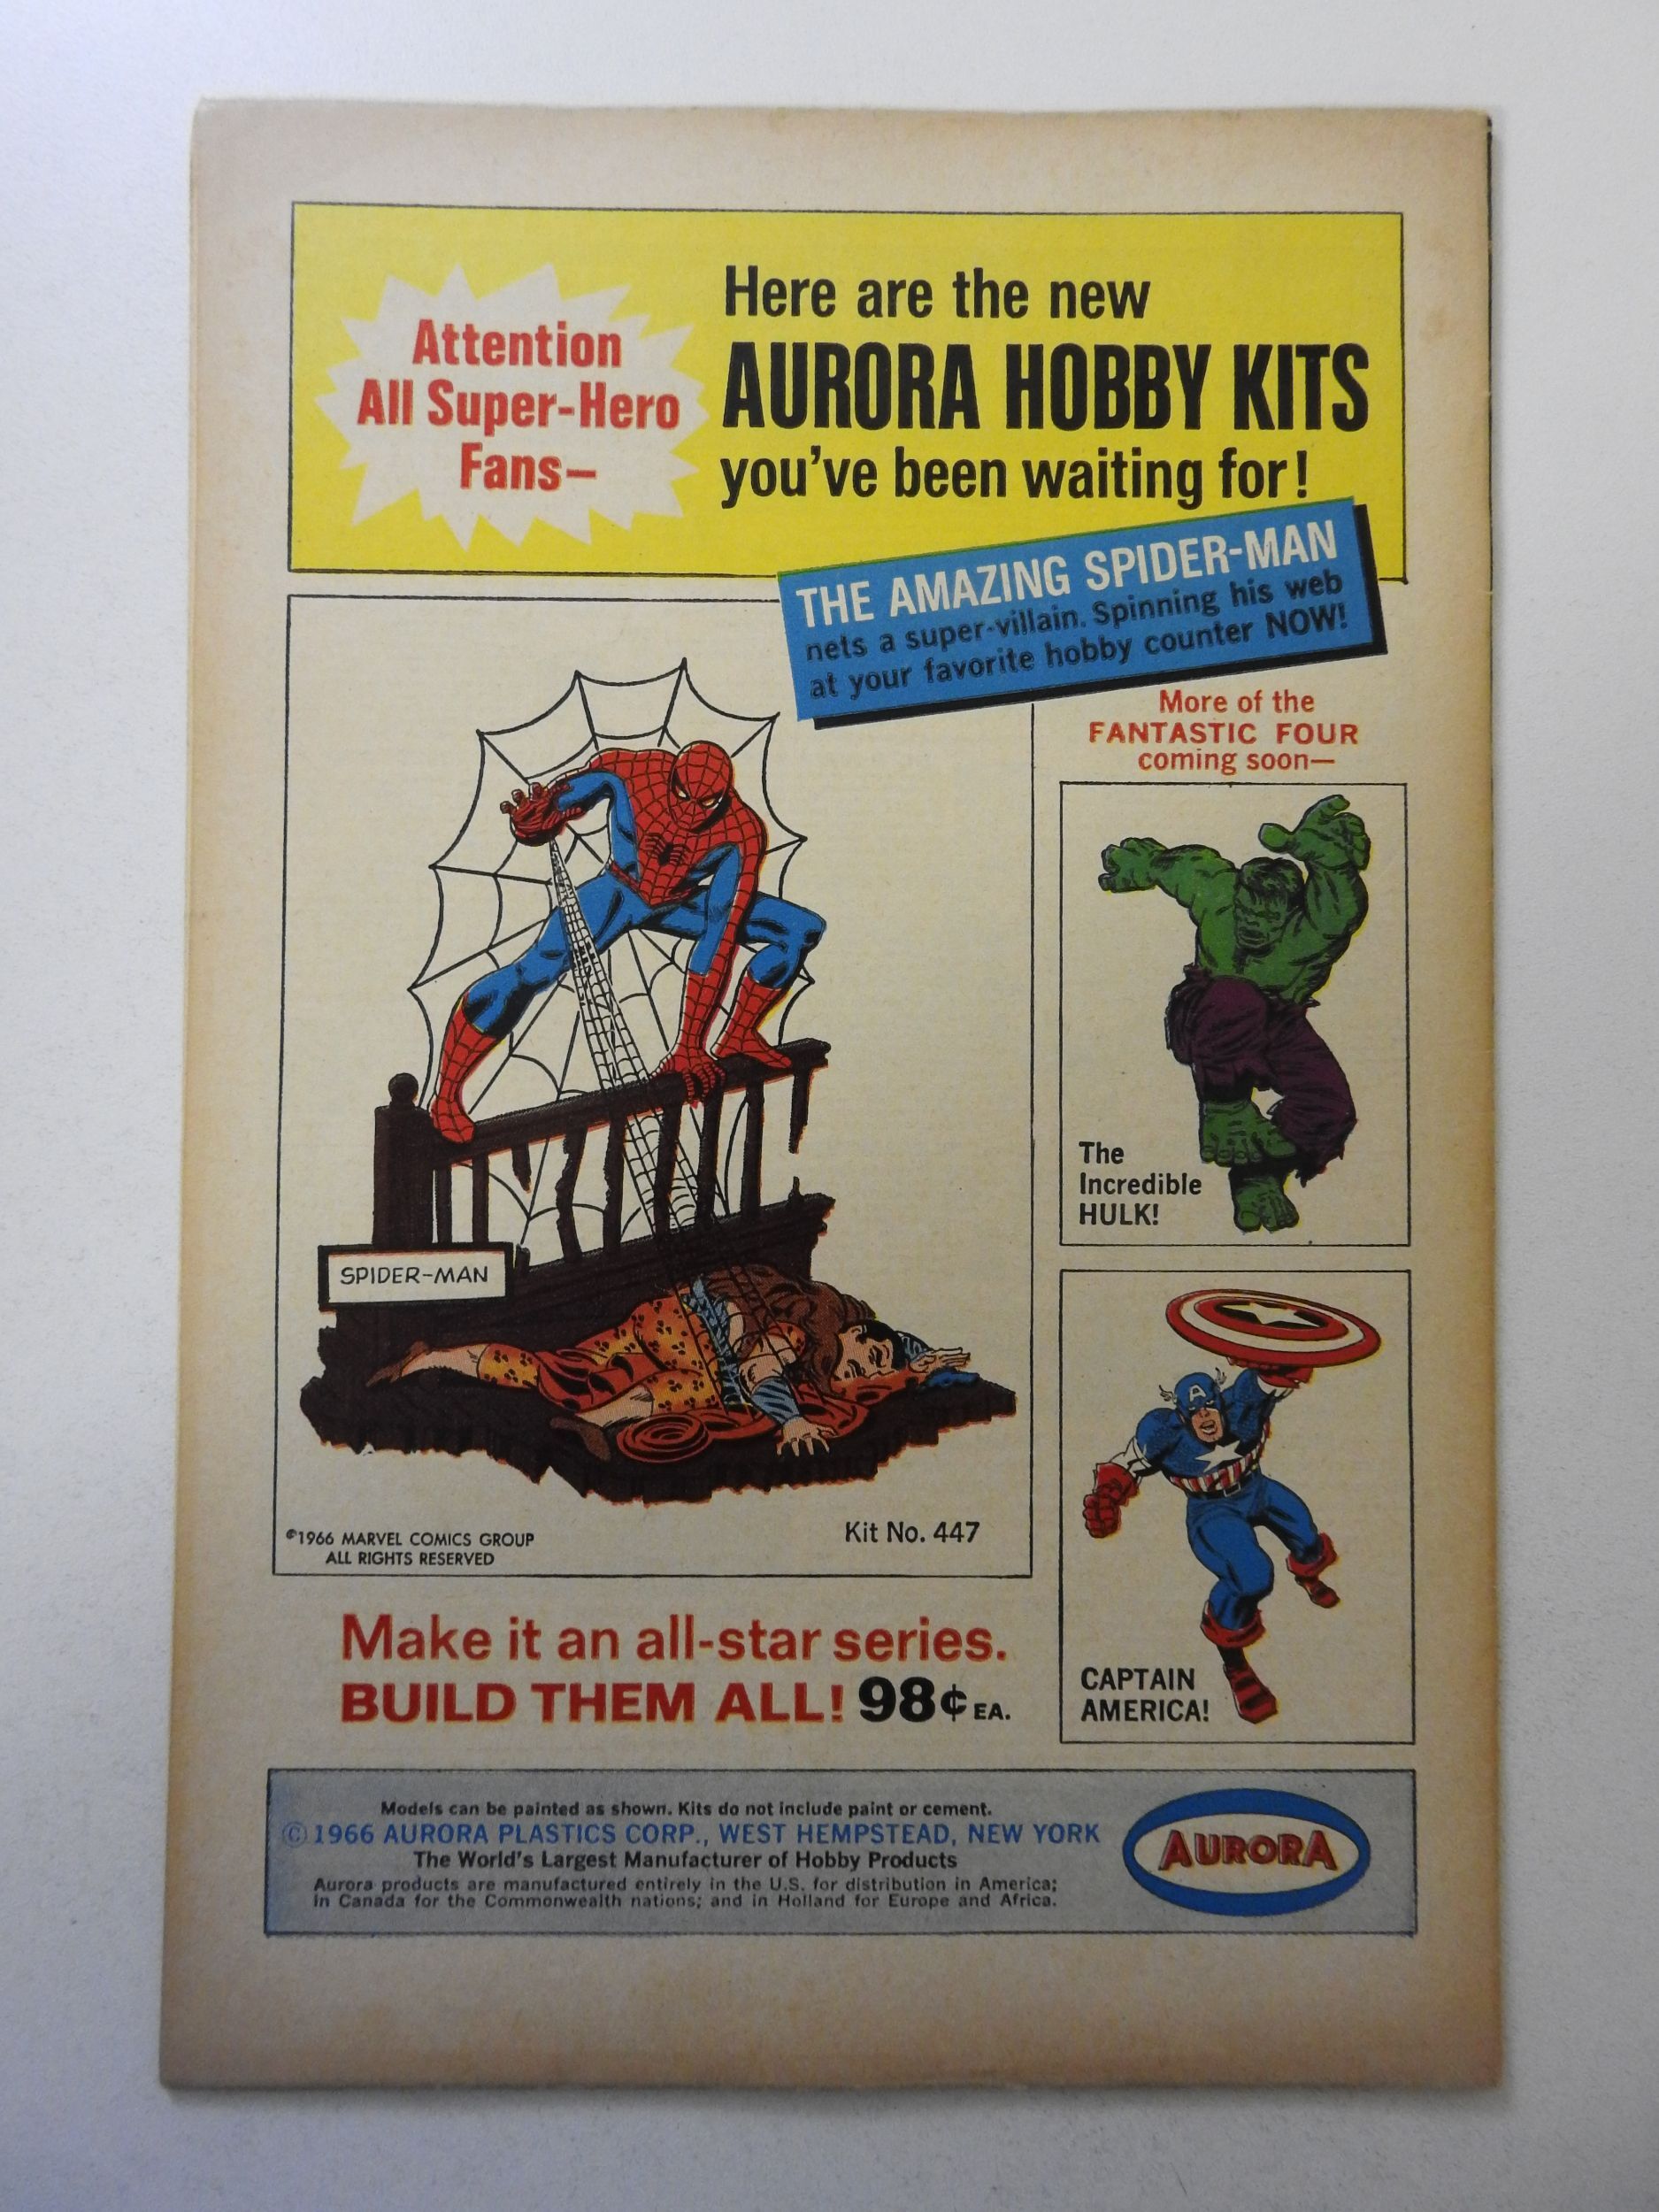 Attention
All Super-Hero
Fans—
Here are the new
AURORA HOBBY KITS
you've been waiting for!
THE AMAZING SPIDER-MAN
nets a super-villain. Spinning his web
at your favorite hobby counter NOW!
More of the
FANTASTIC FOUR
coming soon—
The
Incredible
HULK!
SPIDER-MAN
A
CAPTAIN
AMERICA!
©1966 MARVEL COMICS GROUP
ALL RIGHTS RESERVED
Kit No. 447
Make it an all-star series.
BUILD THEM ALL! 98¢ EA.
Models can be painted as shown. Kits do not include paint or cement.
© 1966 AURORA PLASTICS CORP., WEST HEMPSTEAD, NEW YORK
The World's Largest Manufacturer of Hobby Products
Aurora products are manufactured entirely in the U.S. for distribution in America;
in Canada for the Commonwealth nations; and in Holland for Europe and Africa.
AURORA